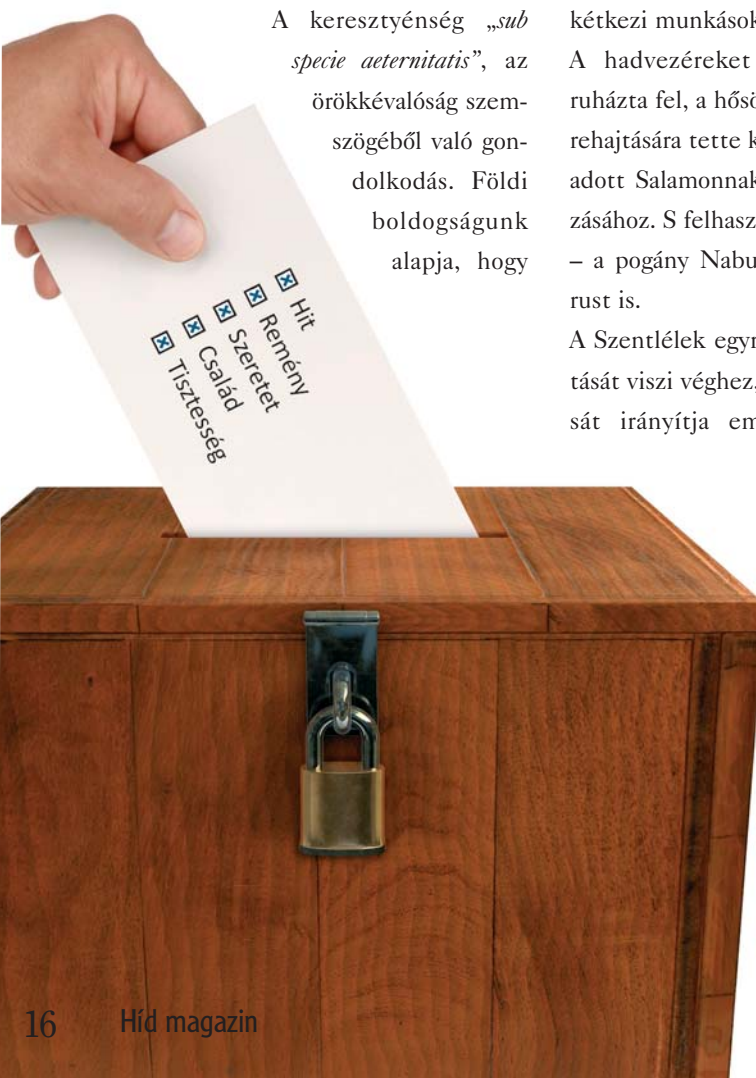 A keresztyénség „sub
specie aeternitatis”, az
örökkévalóság szem-
szögéből való gon-
dolkodás. Földi
boldogságunk
alapja, hogy
kétkezi munkások
A hadvezéreket
ruházta fel, a hősö
rehajtására tette k
adott Salamonnak
zásához. S felhasz
– a pogány Nabu
rust is.
A Szentlélek egyr
tását viszi véghez,
sát irányítja em
Hit
Remény
Szeretet
Család
Tisztesség
16 Híd magazin